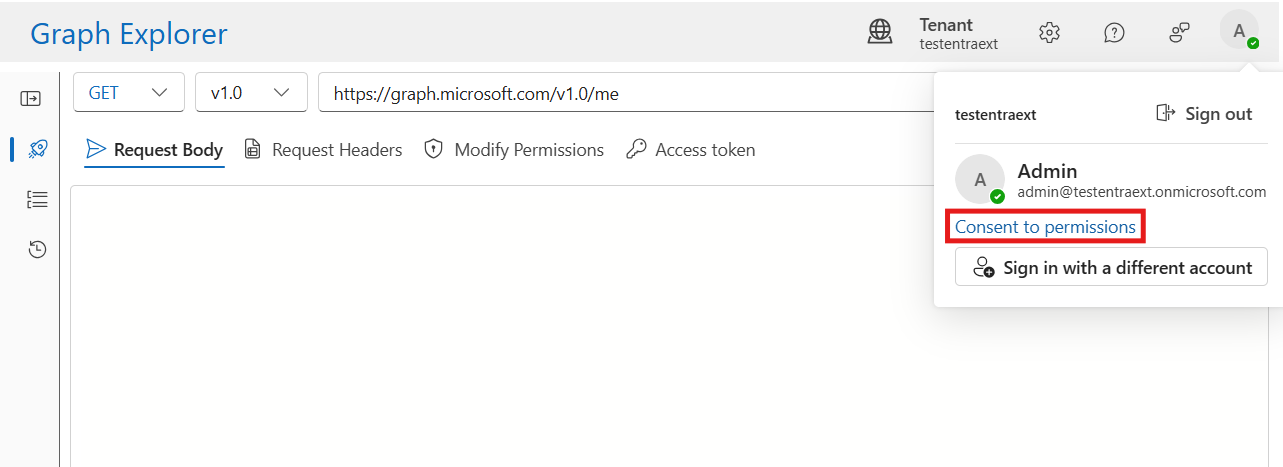 Graph Explorer
Tenant
testentraext
A
GET
v1.0
https://graph.microsoft.com/v1.0/me
Request Body
Request Headers
Modify Permissions
Access token
testentraext
Sign out
A
Admin
admin@testentraext.onmicrosoft.com
Consent to permissions
Sign in with a different account